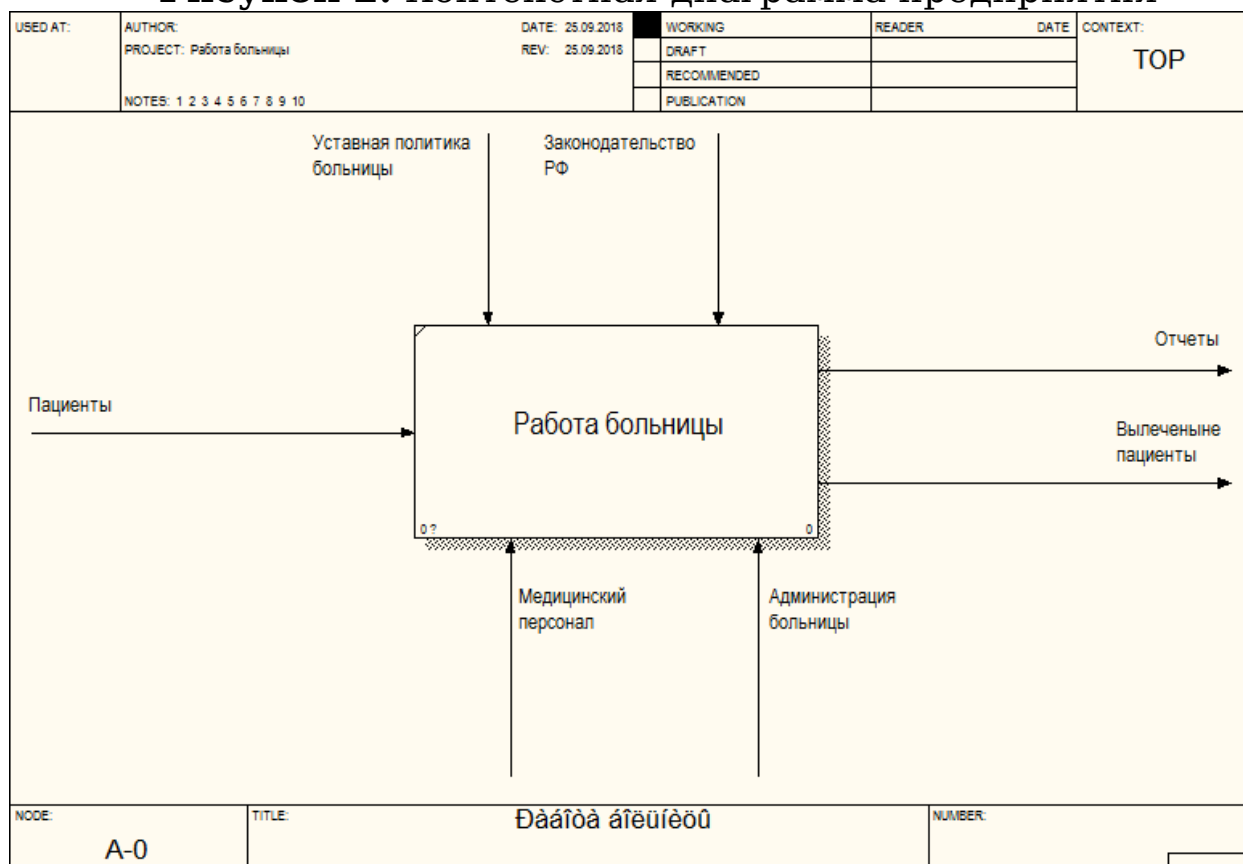 USED AT:
AUTHOR:
DATE: 25.09.2018
PROJECT: Работа больницы
REV: 25.09.2018
NOTES: 1 2 3 4 5 6 7 8 9 10
WORKING
DRAFT
RECOMMENDED
PUBLICATION
READER
DATE
CONTEXT:
TOP
Уставная политика
больницы
Законодательство
РФ
Отчеты
Пациенты
Работа больницы
Вылеченыне
пациенты
0 ?
0
Медицинский
персонал
Администрация
больницы
NODE:
A-0
TITLE:
Ðàáîòà áîëüíèöû
NUMBER: